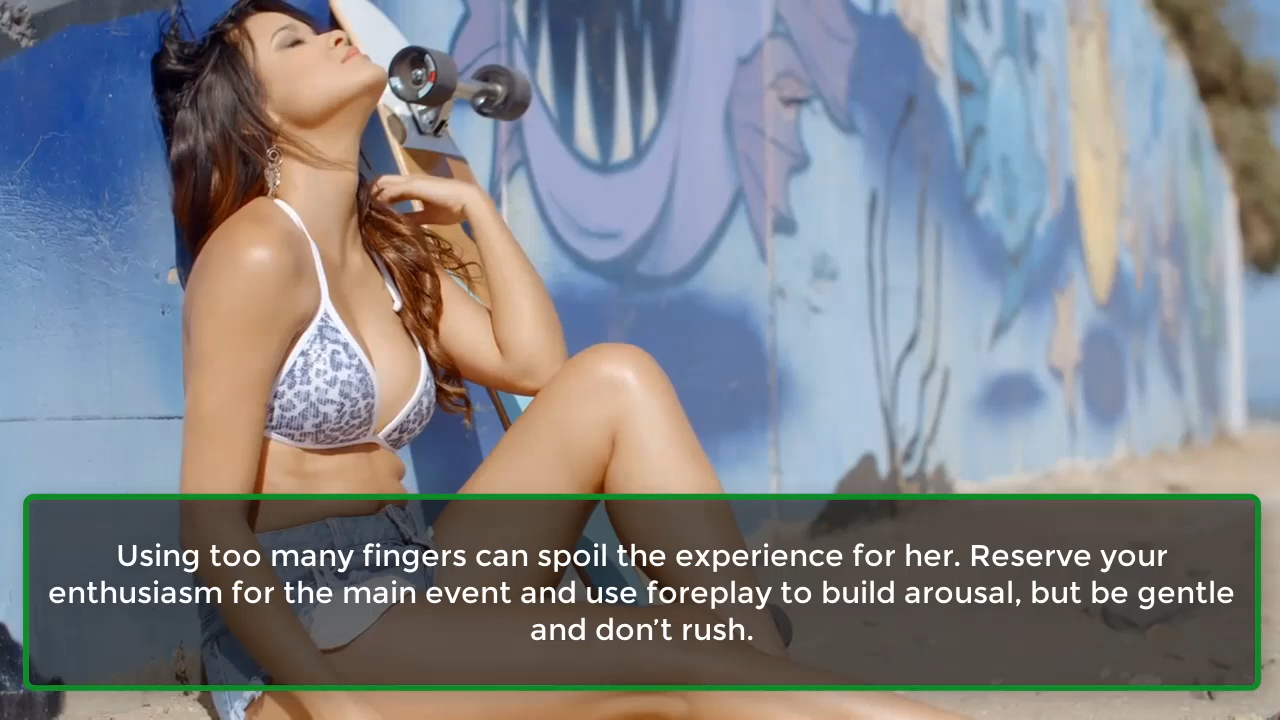 Using too many fingers can spoil the experience for her. Reserve your
enthusiasm for the main event and use foreplay to build arousal, but be gentle
and don’t rush.